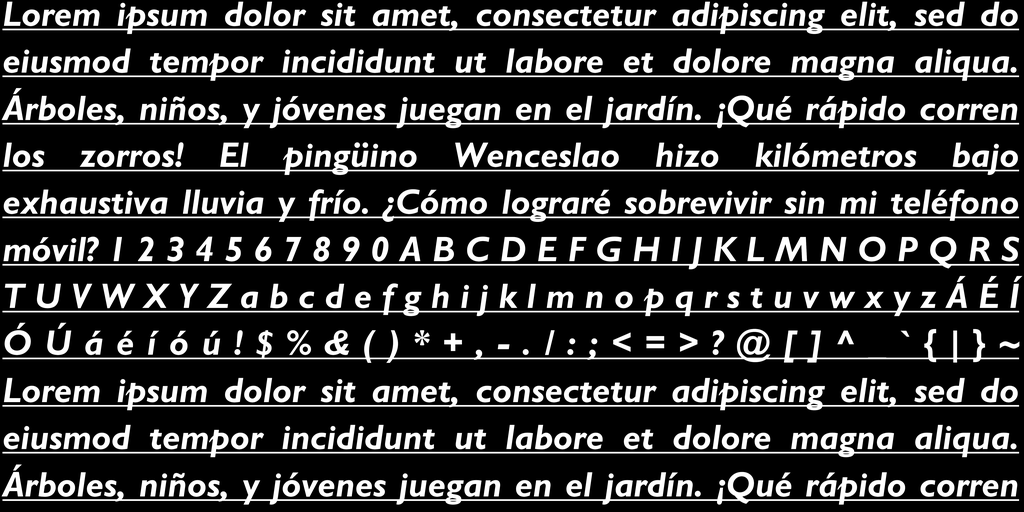 Lorem ipsum dolor sit amet, consectetur adipiscing elit, sed do
eiusmod tempor incididunt ut labore et dolore magna aliqua.
Árboles, niños, y jóvenes juegan en el jardín. ¡Qué rápido corren
los zorros! El pingüino Wenceslao hizo kilómetros bajo
exhaustiva lluvia y frío. ¿Cómo lograré sobrevivir sin mi teléfono
móvil? 1 2 3 4 5 6 7 8 9 0 A B C D E F G H I J K L M N O P Q R S
T U V W X Y Z a b c d e f g h i j k l m n o p q r s t u v w x y z Á É Í
Ó Ú á é í ó ú ! $ % & ( ) * + , - . / : ; < = > ? @ [ ] ^ _ ` { | } ~
Lorem ipsum dolor sit amet, consectetur adipiscing elit, sed do
eiusmod tempor incididunt ut labore et dolore magna aliqua.
Árboles, niños, y jóvenes juegan en el jardín. ¡Qué rápido corren